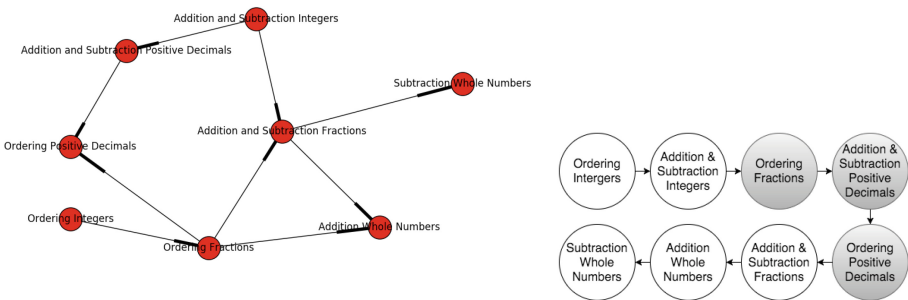 Addition and Subtraction Integers
Addition and Subtraction Positive Decimals
Subtraction Whole Numbers
Addition and Subtraction Fractions
Ordering Positive Decimals
Ordering Integers
Addition Whole Numbers
Ordering Fractions
Ordering
Intergers
Addition &
Subtraction
Integers
Ordering
Fractions
Addition &
Subtraction
Positive
Decimals
Subtraction
Whole
Numbers
Addition
Whole
Numbers
Addition &
Subtraction
Fractions
Ordering
Positive
Decimals